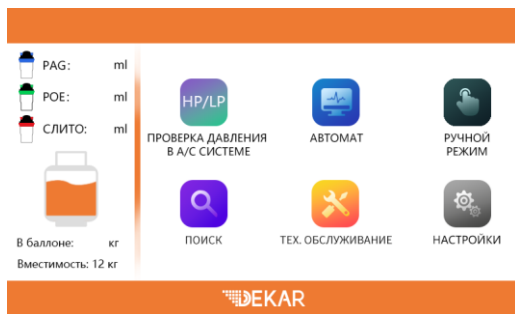 PAG: ml
POE: ml
СЛИТО: ml
В баллоне: кг
Вместимость: 12 кг
HP/LP
ПРОВЕРКА ДАВЛЕНИЯ
В А/С СИСТЕМЕ
АВТОМАТ
РУЧНОЙ
РЕЖИМ
ПОИСК
ТЕХ. ОБСЛУЖИВАНИЕ
НАСТРОЙКИ
DEKAR